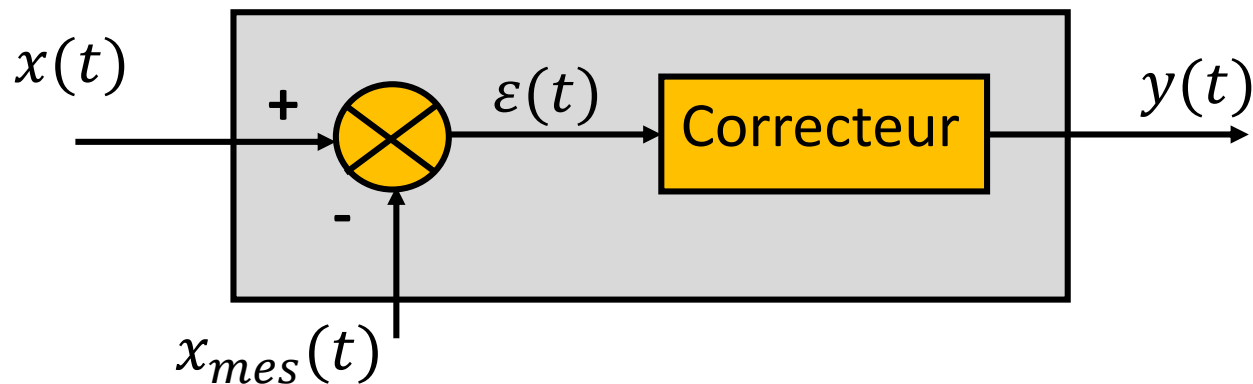 x(t)
+
ε(t)
Correcteur
y(t)
-
x_mes(t)